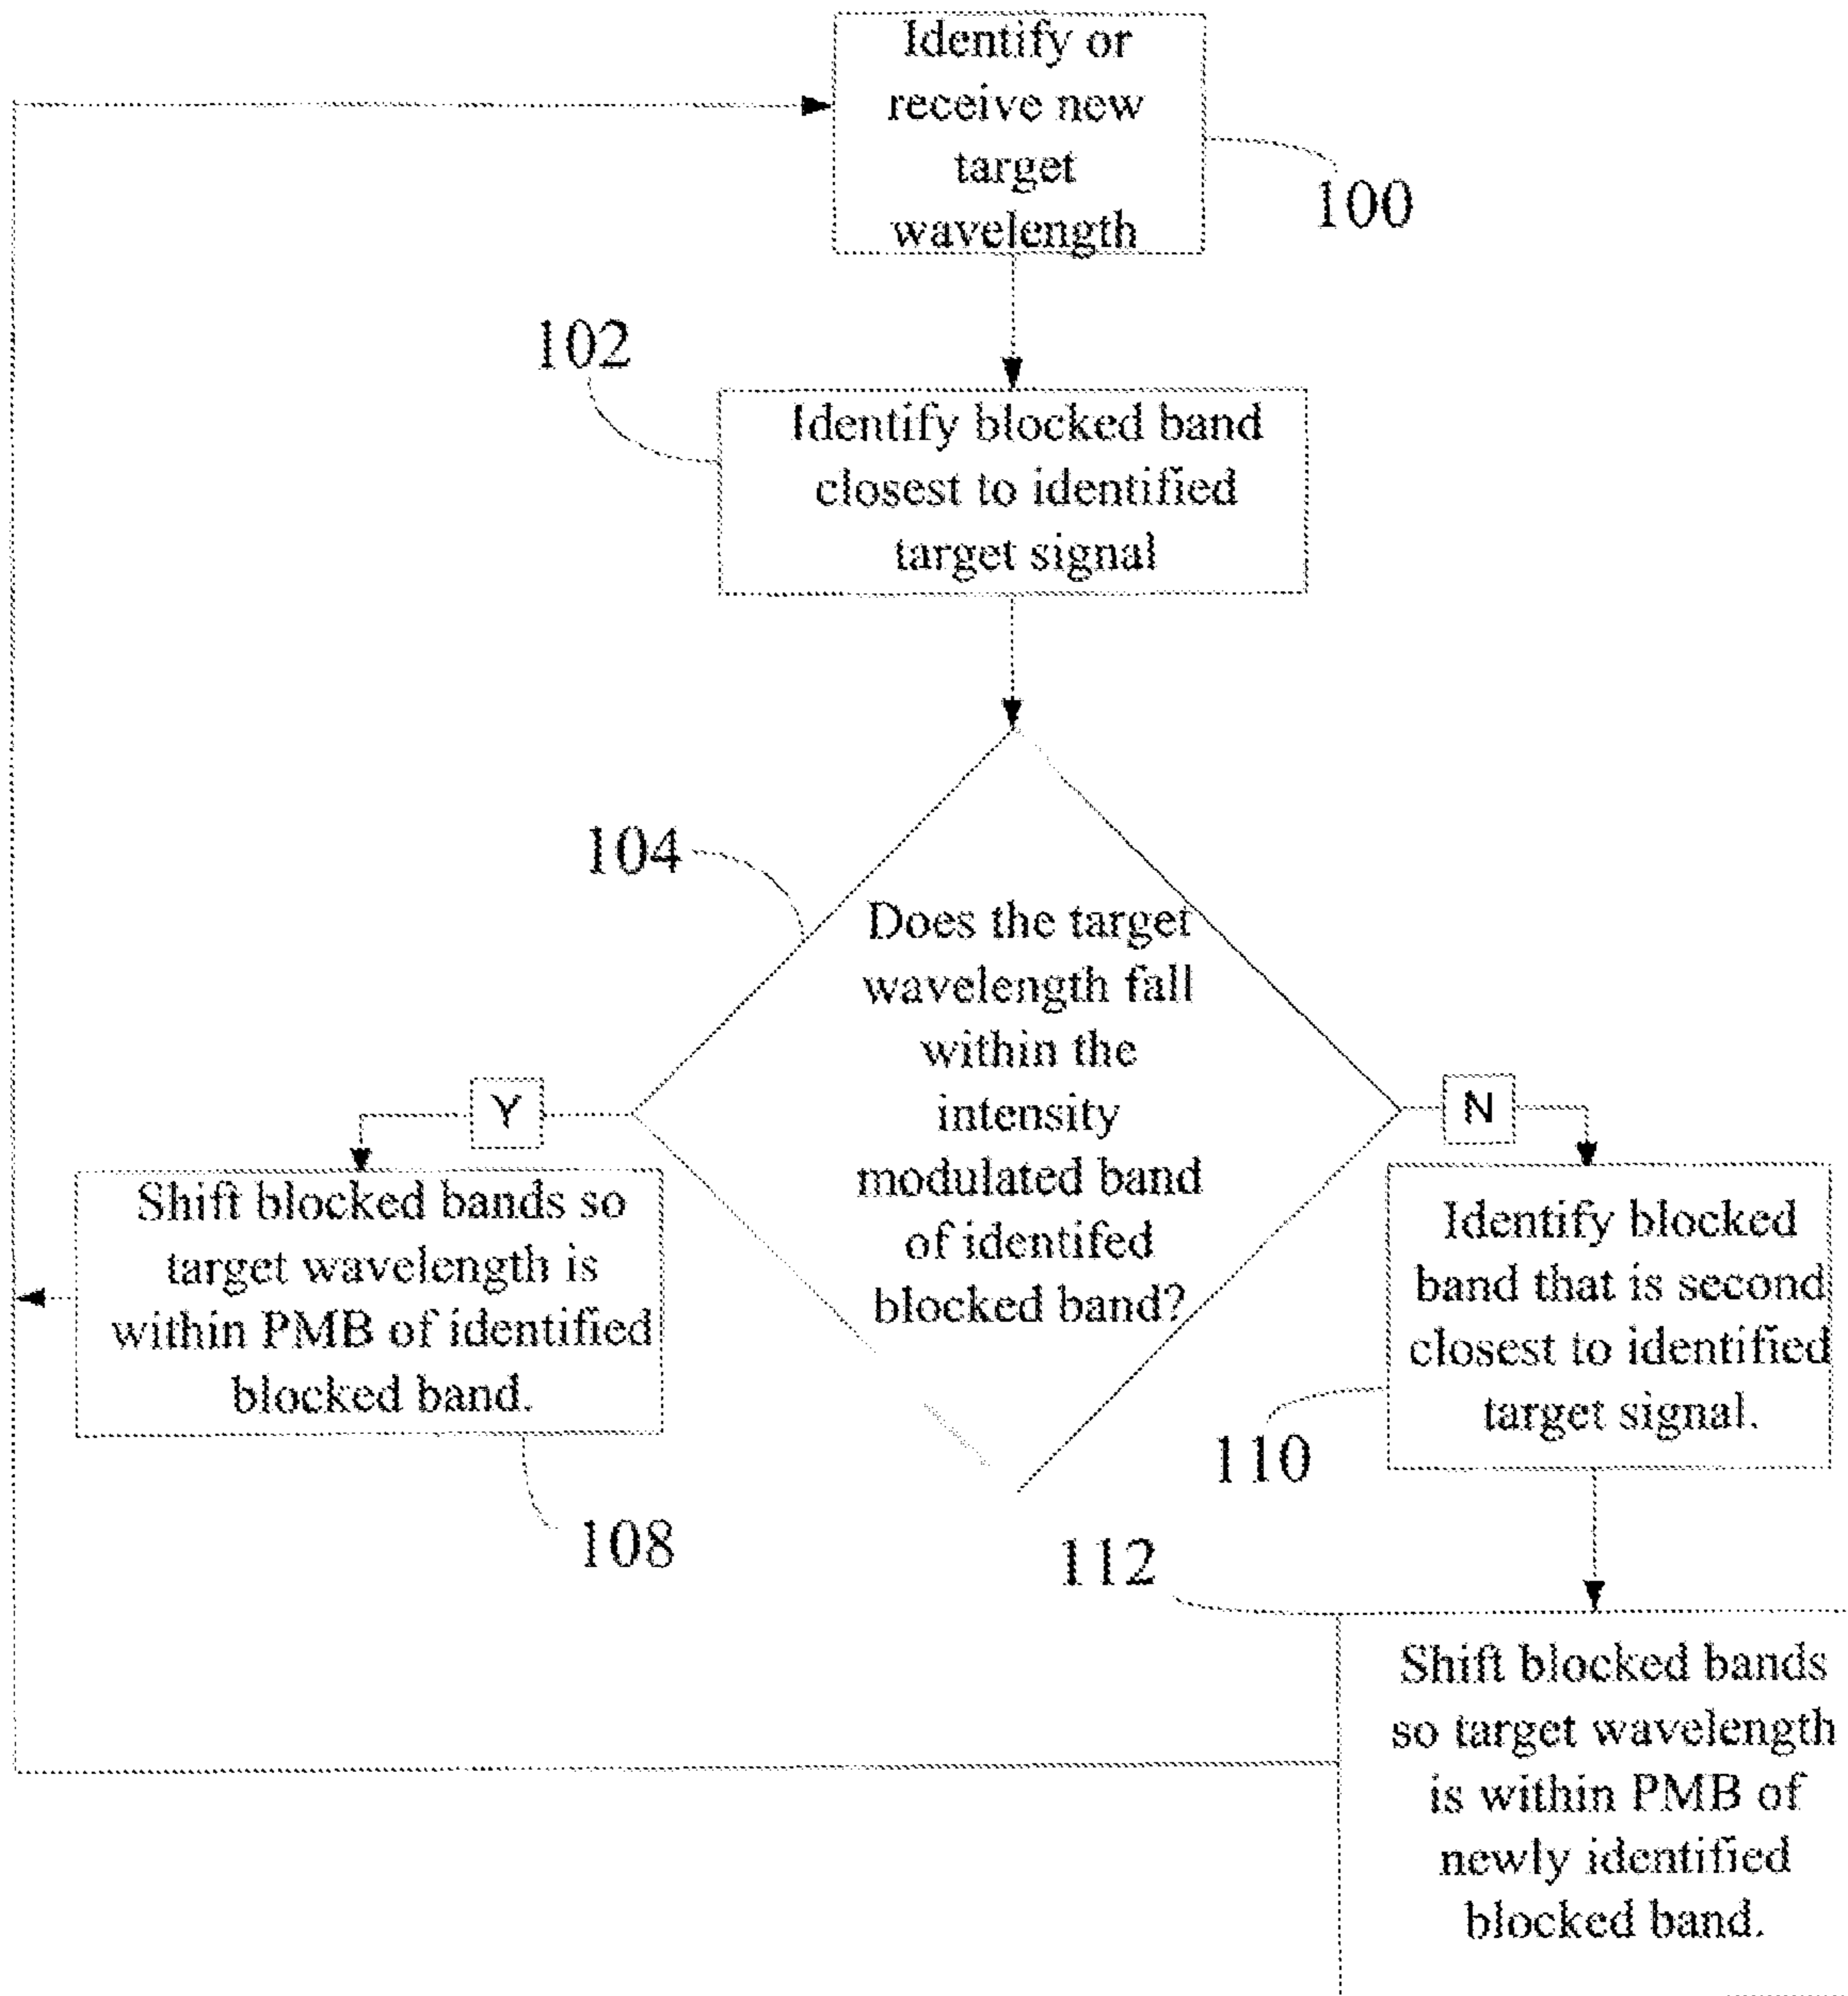 Identify or
receive new
target
wavelength
100
102
Identify blocked band
closest to identified
target signal
104
Does the target
wavelength fall
within the
intensity
modulated band
of identifed
blocked band?
Y
N
Shift blocked bands so
target wavelength is
within PMB of identified
blocked band.
108
Identify blocked
band that is second
closest to identified
target signal.
110
112
Shift blocked bands
so target wavelength
is within PMB of
newly identified
blocked band.